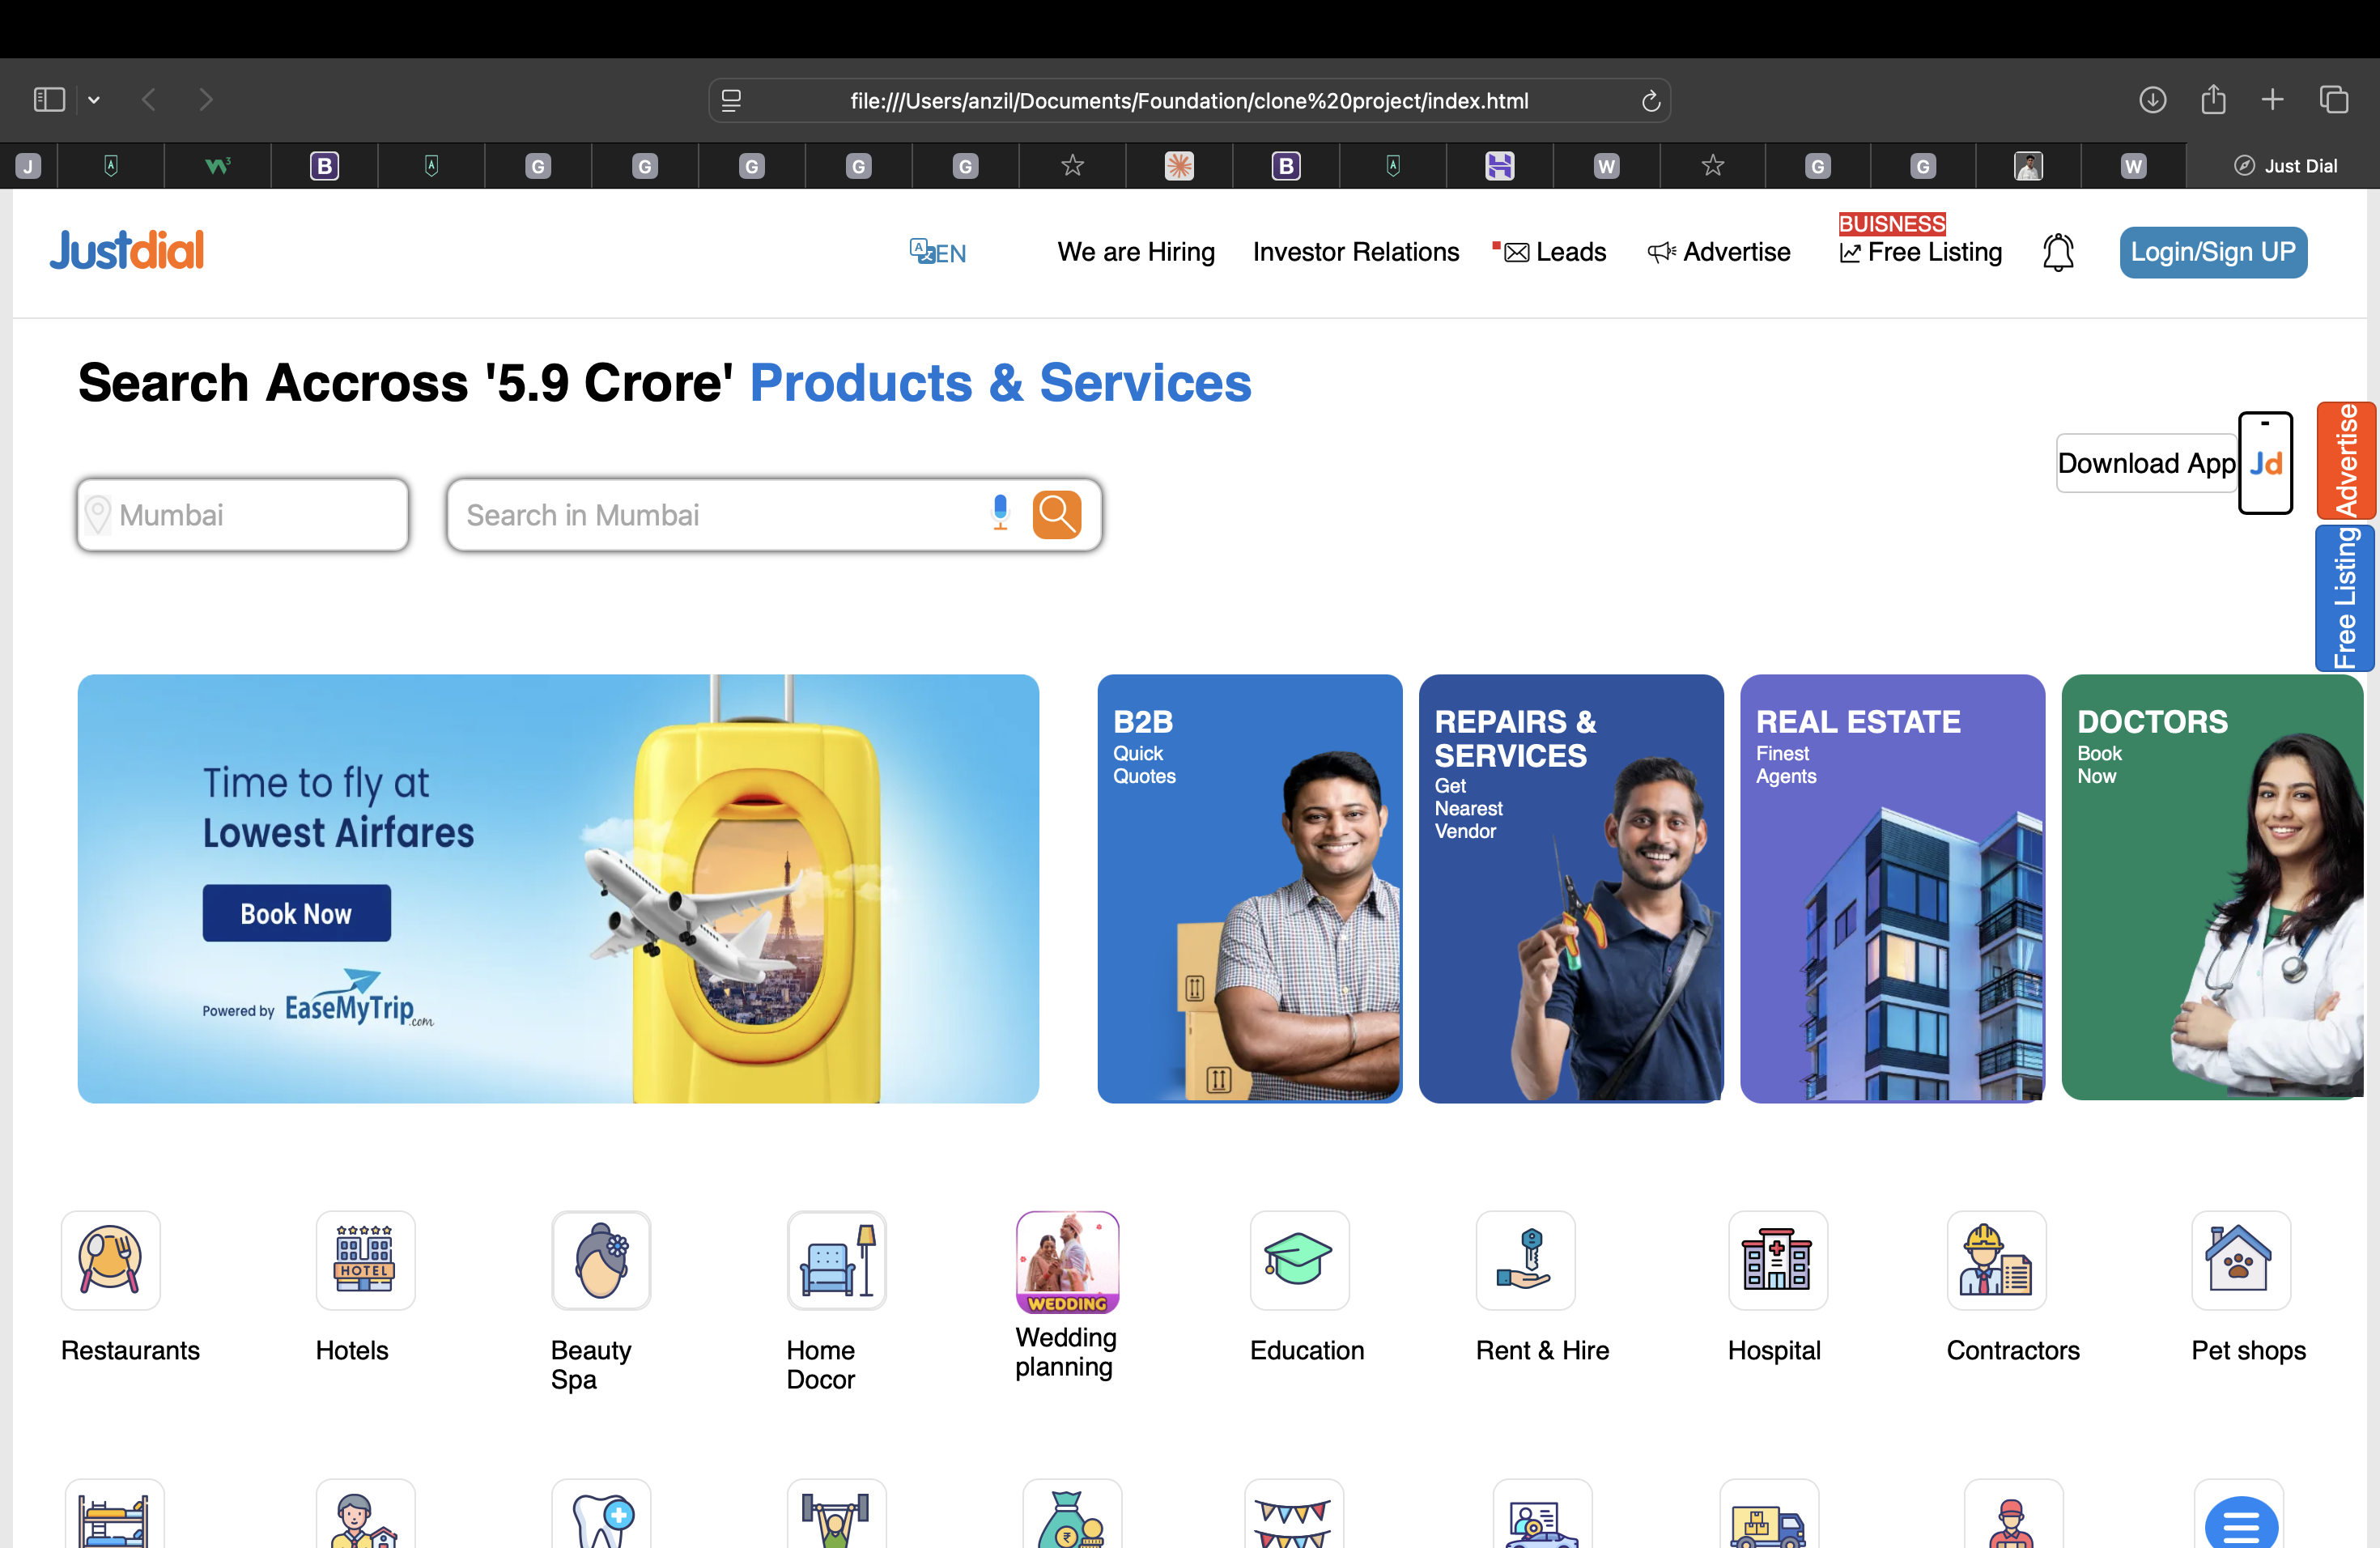 file:///Users/anzil/Documents/Foundation/clone%20project/index.html
J
W3
B
G
G
G
G
G
B
W
G
G
W
Just Dial
Justdial
EN
We are Hiring
Investor Relations
Leads
Advertise
BUISNESS
Free Listing
Login/Sign UP
Search Accross '5.9 Crore' Products & Services
Mumbai
Search in Mumbai
Download App
Jd
Advertise
Free Listing
Time to fly at
Lowest Airfares
Book Now
Powered by EaseMyTrip.com
B2B
Quick
Quotes
REPAIRS &
SERVICES
Get
Nearest
Vendor
REAL ESTATE
Finest
Agents
DOCTORS
Book
Now
HOTEL
WEDDING
Restaurants
Hotels
Beauty
Spa
Home
Docor
Wedding
planning
Education
Rent & Hire
Hospital
Contractors
Pet shops